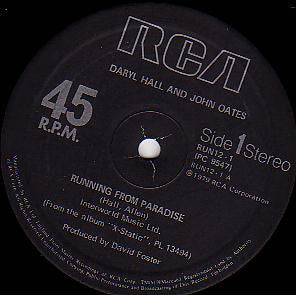 RCA
DARYL HALL AND JOHN OATES
45
R.P.M.
Side 1 Stereo
RUN12 - 1
(PC 9547)
RUN12 - 1 A
℗ 1979 RCA Corporation
RUNNING FROM PARADISE
(Hall, Allen)
Interworld Music Ltd.
(From the album "X-Static", PL 13494)
Produced by David Foster